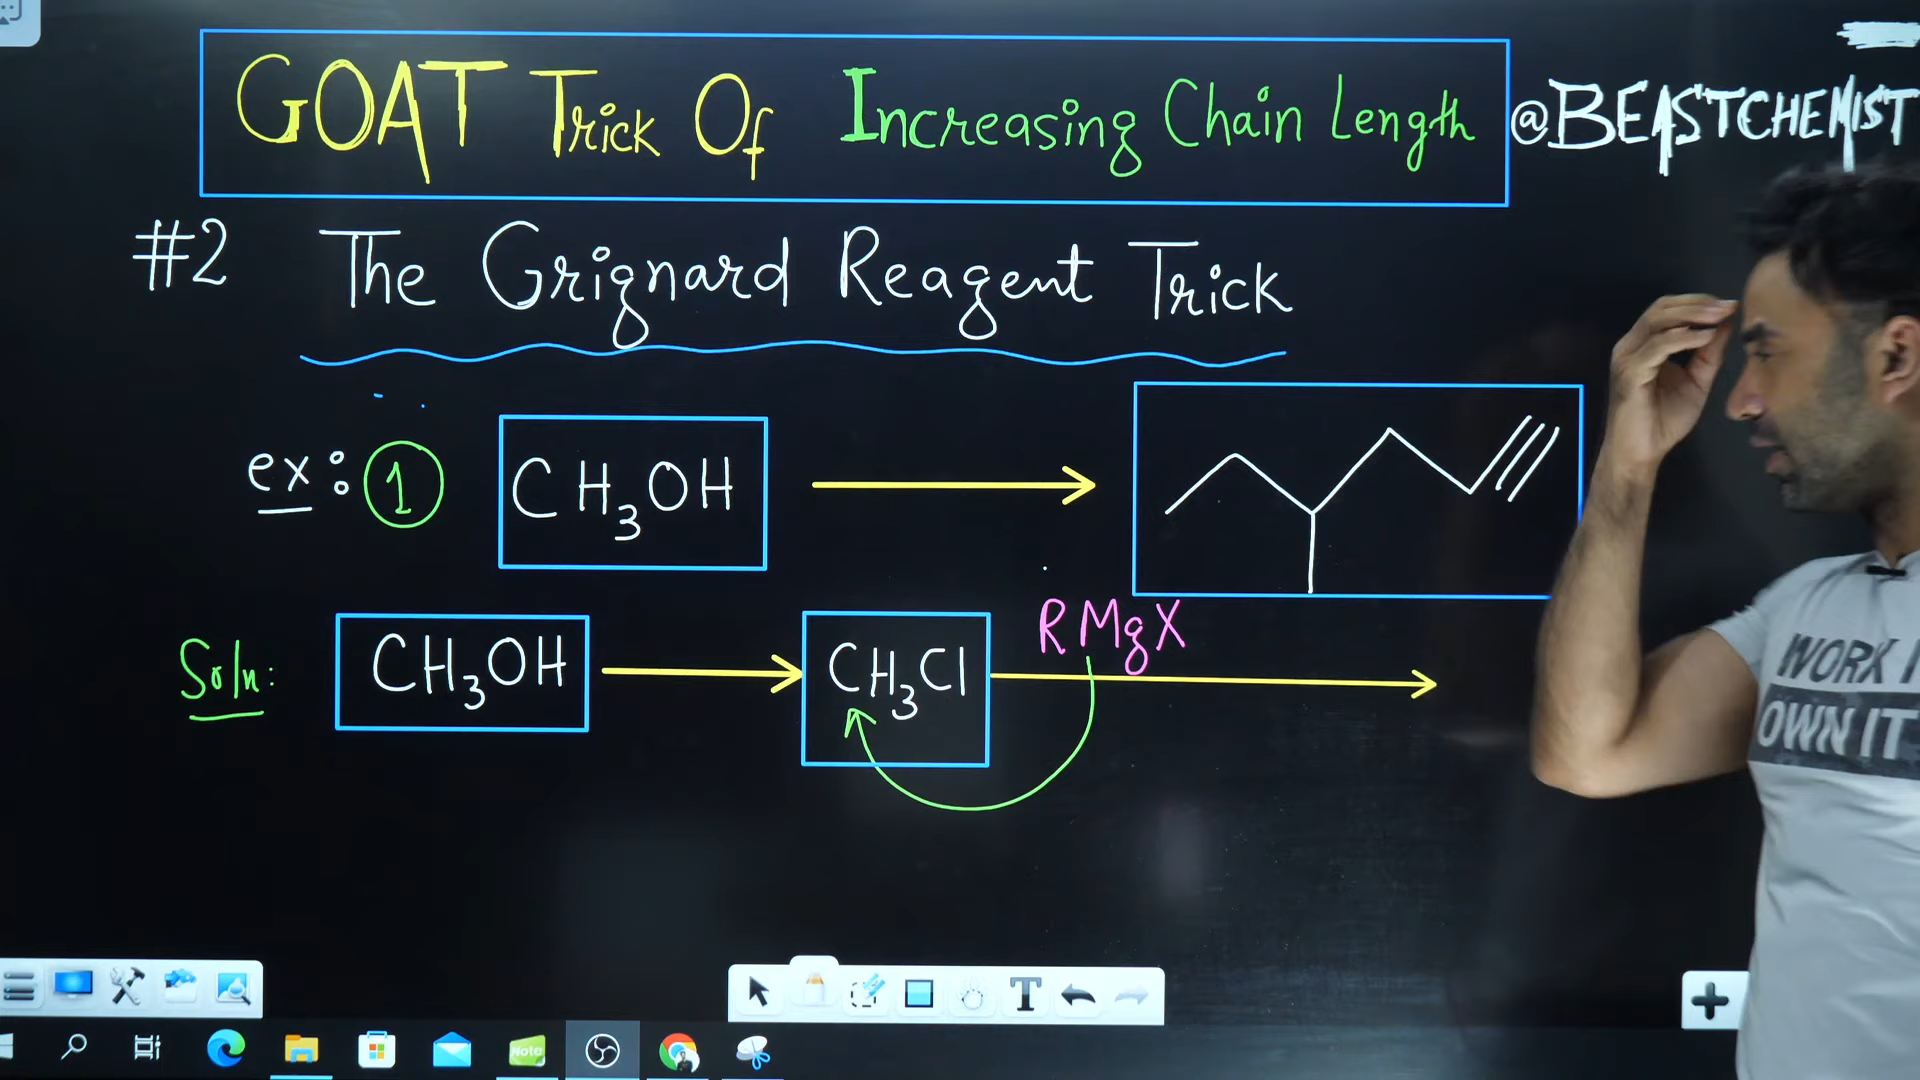 GOAT Trick Of Increasing Chain Length @BEASTCHEMIST
#2 The Grignard Reagent Trick
ex: 1 CH3OH
RMgX
Soln: CH3OH CH3Cl
WORK I
OWN IT
T
Note